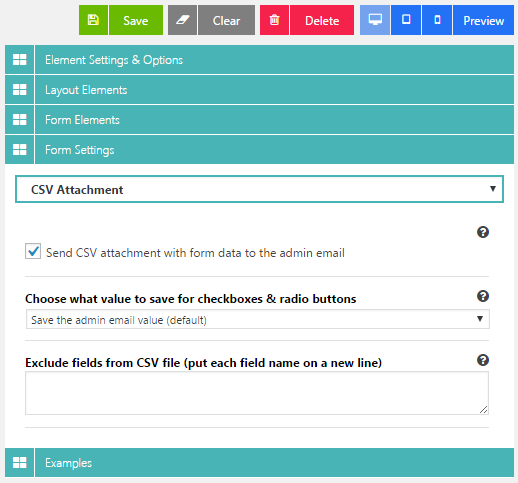 Save Clear Delete Preview
Element Settings & Options
Layout Elements
Form Elements
Form Settings
CSV Attachment
Send CSV attachment with form data to the admin email
Choose what value to save for checkboxes & radio buttons
Save the admin email value (default)
Exclude fields from CSV file (put each field name on a new line)
Examples